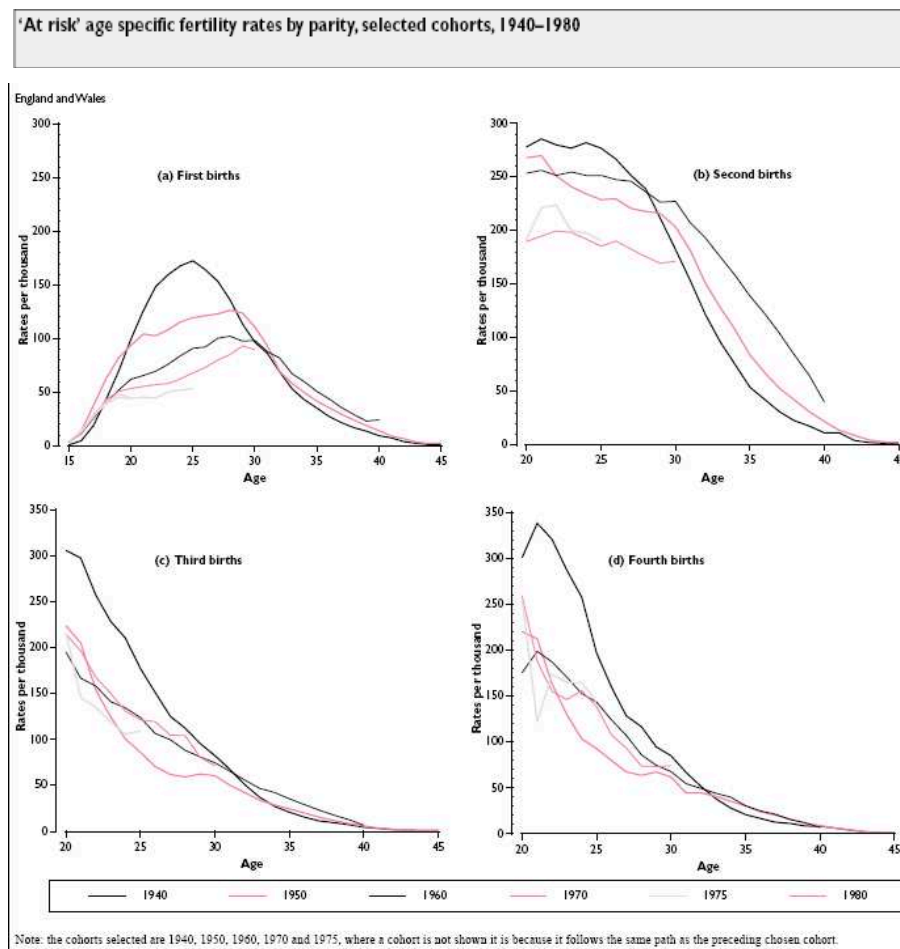 'At risk' age specific fertility rates by parity, selected cohorts, 1940–1980
England and Wales
300
250
200
150
100
50
0
Rates per thousand
(a) First births
15 20 25 30 35 40 45
Age
300
250
200
150
100
50
0
Rates per thousand
(b) Second births
20 25 30 35 40 45
Age
350
300
250
200
150
100
50
0
Rates per thousand
(c) Third births
20 25 30 35 40 45
Age
350
300
250
200
150
100
50
0
Rates per thousand
(d) Fourth births
20 25 30 35 40 45
Age
1940 1950 1960 1970 1975 1980
Note: the cohorts selected are 1940, 1950, 1960, 1970 and 1975, where a cohort is not shown it is because it follows the same path as the preceding chosen cohort.